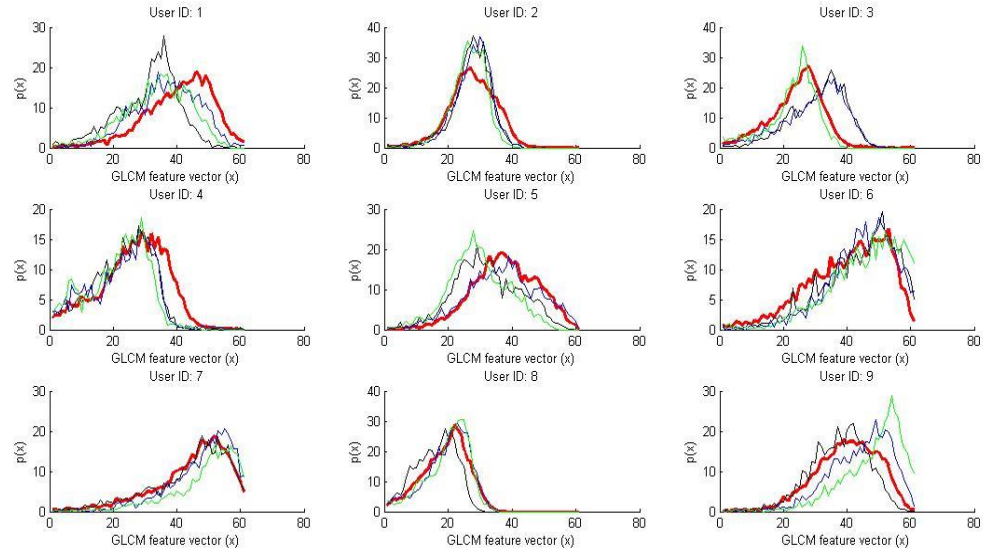 User ID: 1
30
20
10
0
p(x)
0 20 40 60 80
GLCM feature vector (x)
User ID: 2
40
30
20
10
0
p(x)
0 20 40 60 80
GLCM feature vector (x)
User ID: 3
40
30
20
10
0
p(x)
0 20 40 60 80
GLCM feature vector (x)
User ID: 4
20
15
10
5
0
p(x)
0 20 40 60 80
GLCM feature vector (x)
User ID: 5
30
20
10
0
p(x)
0 20 40 60 80
GLCM feature vector (x)
User ID: 6
20
15
10
5
0
p(x)
0 20 40 60 80
GLCM feature vector (x)
User ID: 7
30
20
10
0
p(x)
0 20 40 60 80
GLCM feature vector (x)
User ID: 8
40
30
20
10
0
p(x)
0 20 40 60 80
GLCM feature vector (x)
User ID: 9
30
20
10
0
p(x)
0 20 40 60 80
GLCM feature vector (x)